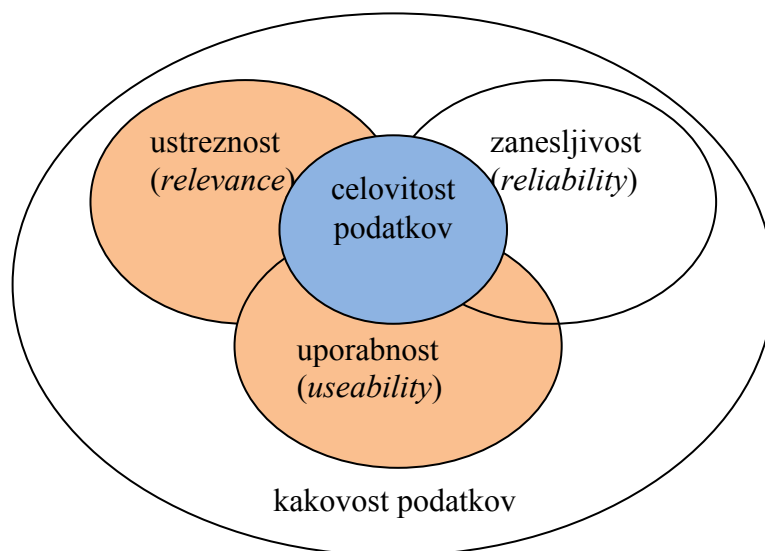 ustreznost
(relevance)
zanesljivost
(reliability)
celovitost
podatkov
uporabnost
(useability)
kakovost podatkov